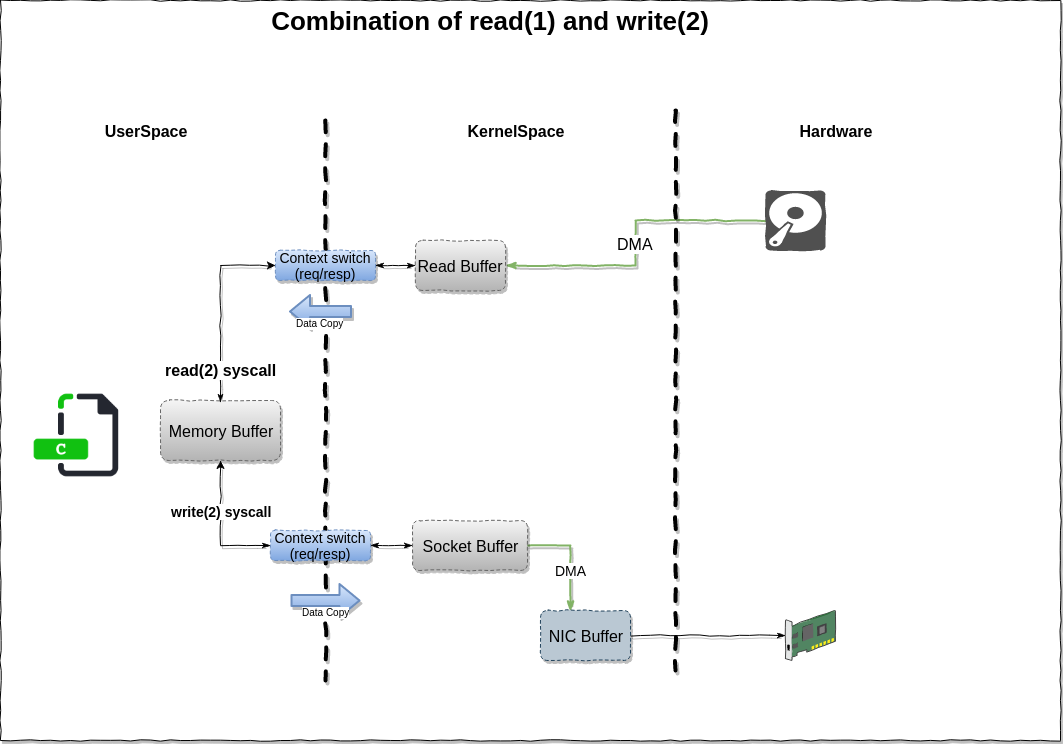 Combination of read(1) and write(2)
UserSpace
KernelSpace
Hardware
DMA
Context switch
(req/resp)
Read Buffer
Data Copy
read(2) syscall
Memory Buffer
C
write(2) syscall
Context switch
(req/resp)
Socket Buffer
DMA
Data Copy
NIC Buffer